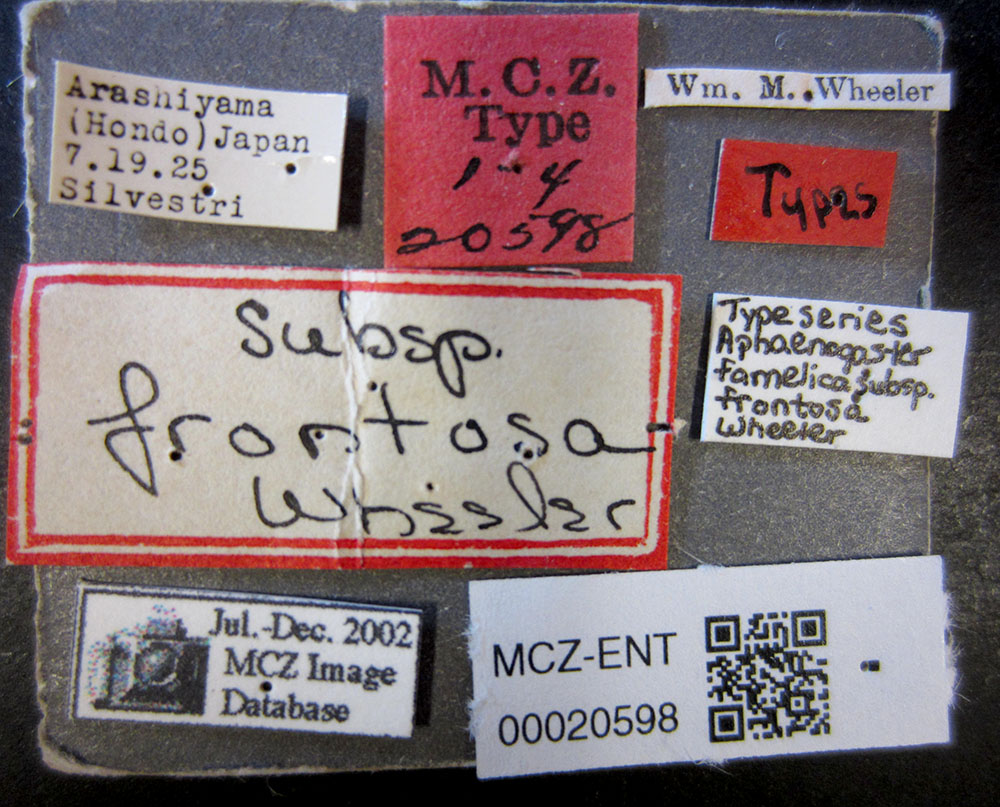 Arashiyama
(Hondo) Japan
7.19.25
Silvestri
M.C.Z.
Type
1-4
20598
Wm. M. Wheeler
Types
Subsp.
frontosa
Wheeler
Type series
Aphaenogaster
famelica subsp.
frontosa
Wheeler
Jul.-Dec. 2002
MCZ Image
Database
MCZ-ENT
00020598